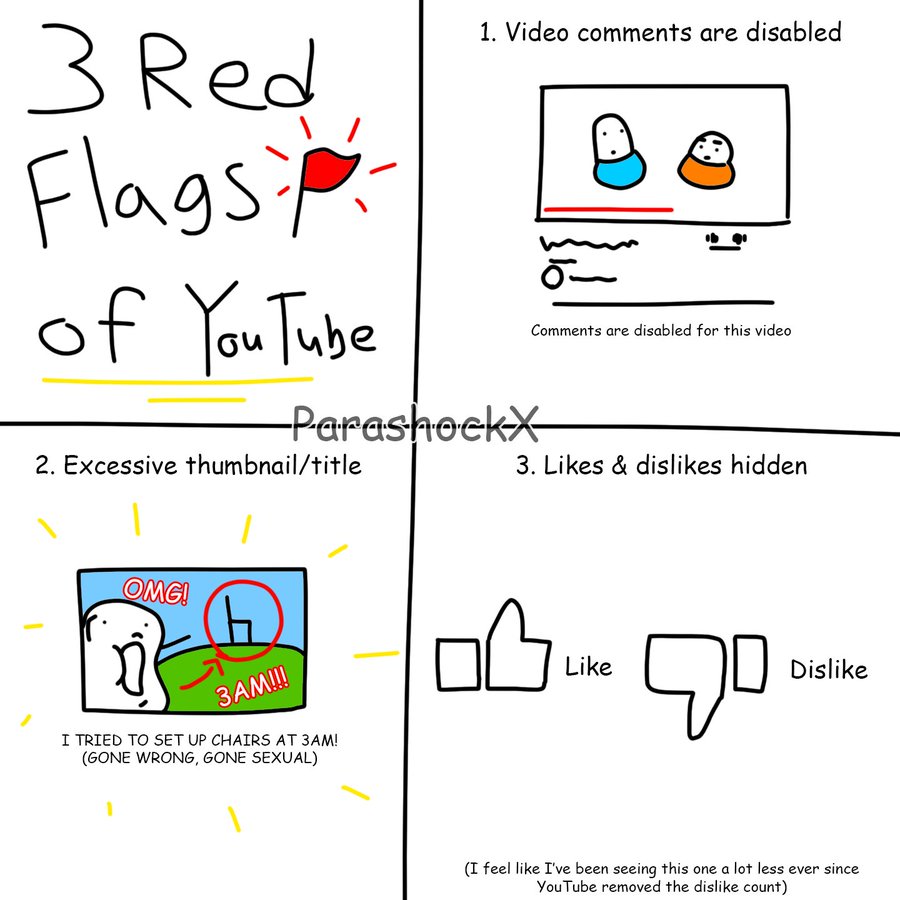 3 Red
Flags
of YouTube
1. Video comments are disabled
Comments are disabled for this video
ParashockX
2. Excessive thumbnail/title
OMG!
3AM!!!
I TRIED TO SET UP CHAIRS AT 3AM!
(GONE WRONG, GONE SEXUAL)
3. Likes & dislikes hidden
Like
Dislike
(I feel like I've been seeing this one a lot less ever since
YouTube removed the dislike count)